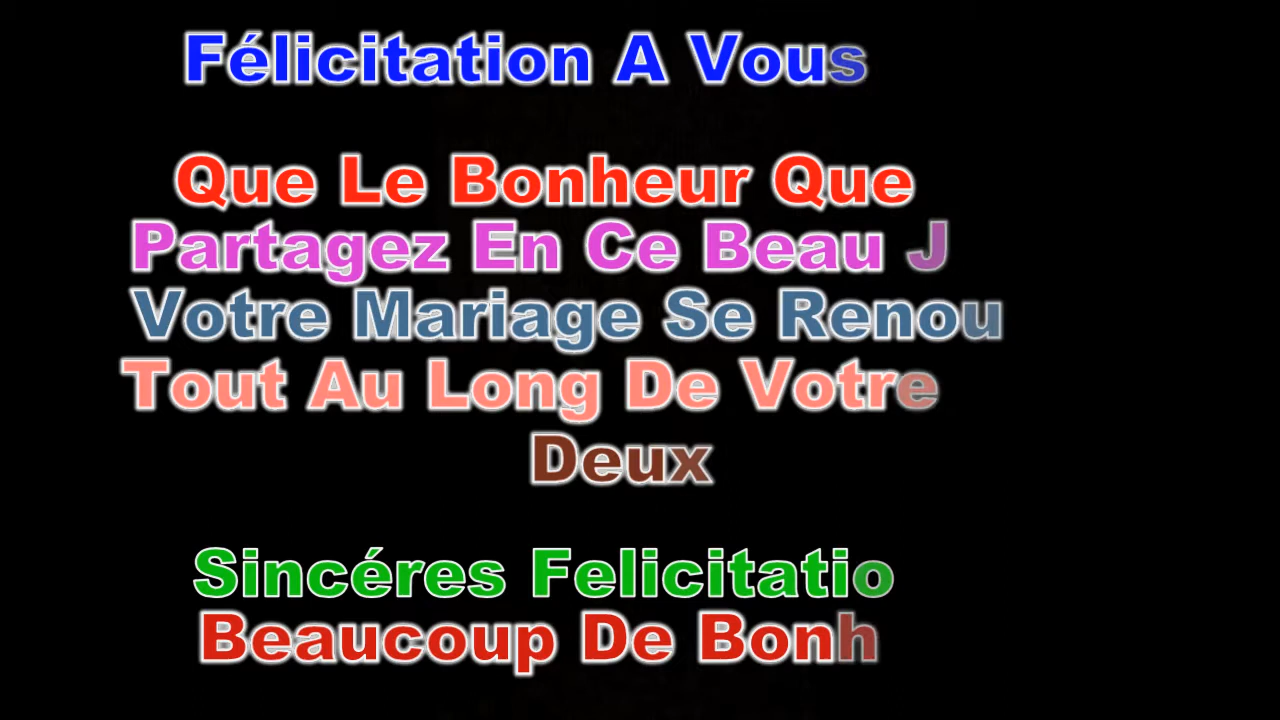 Félicitation A Vous
Que Le Bonheur Que
Partagez En Ce Beau J
Votre Mariage Se Renou
Tout Au Long De Votre
Deux
Sincéres Felicitatio
Beaucoup De Bonh